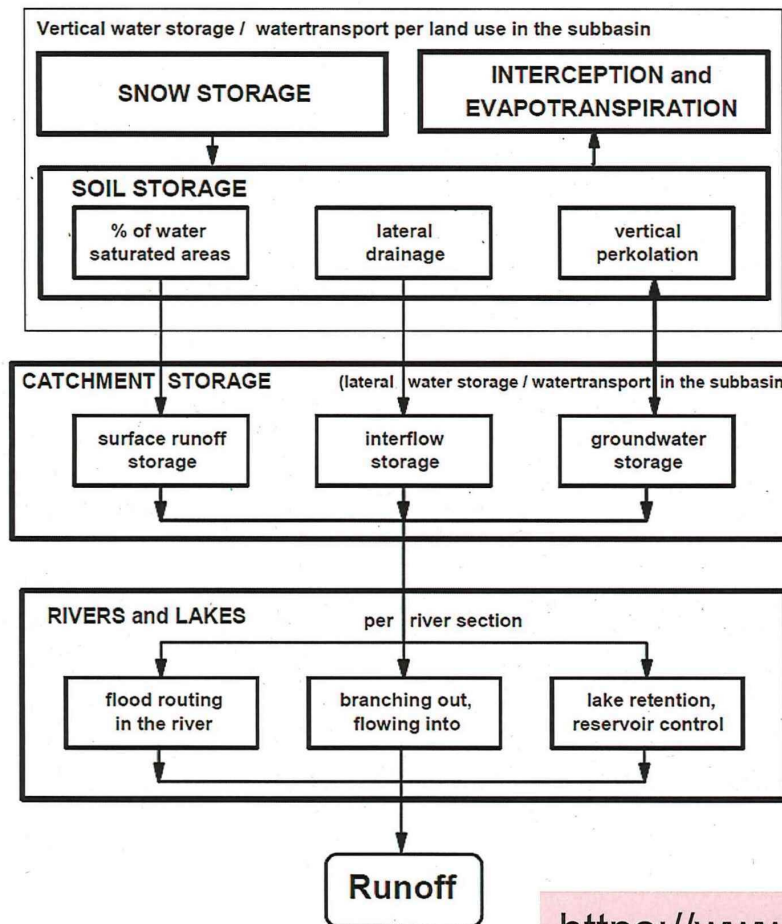 Vertical water storage / watertransport per land use in the subbasin
SNOW STORAGE
INTERCEPTION and
EVAPOTRANSPIRATION
SOIL STORAGE
% of water
saturated areas
lateral
drainage
vertical
perkolation
CATCHMENT STORAGE
(lateral water storage / watertransport in the subbasin
surface runoff
storage
interflow
storage
groundwater
storage
RIVERS and LAKES
per river section
flood routing
in the river
branching out,
flowing into
lake retention,
reservoir control
Runoff